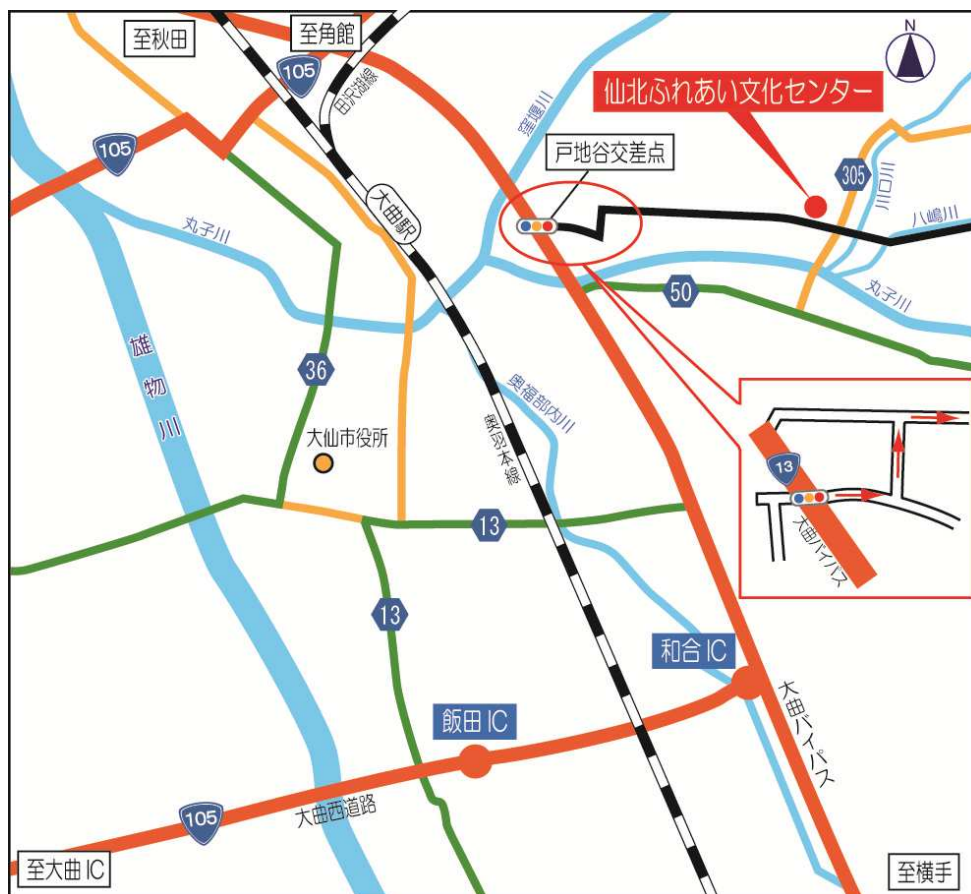 至秋田
至角館
N
105
田沢湖線
窪堰川
仙北ふれあい文化センター
戸地谷交差点
105
305
川口川
大曲駅
丸子川
八嶋川
50
丸子川
雄物川
36
奥福部内川
大仙市役所
奥羽本線
13
大曲バイパス
13
13
和合IC
飯田IC
大曲バイパス
105
大曲西道路
至大曲IC
至横手